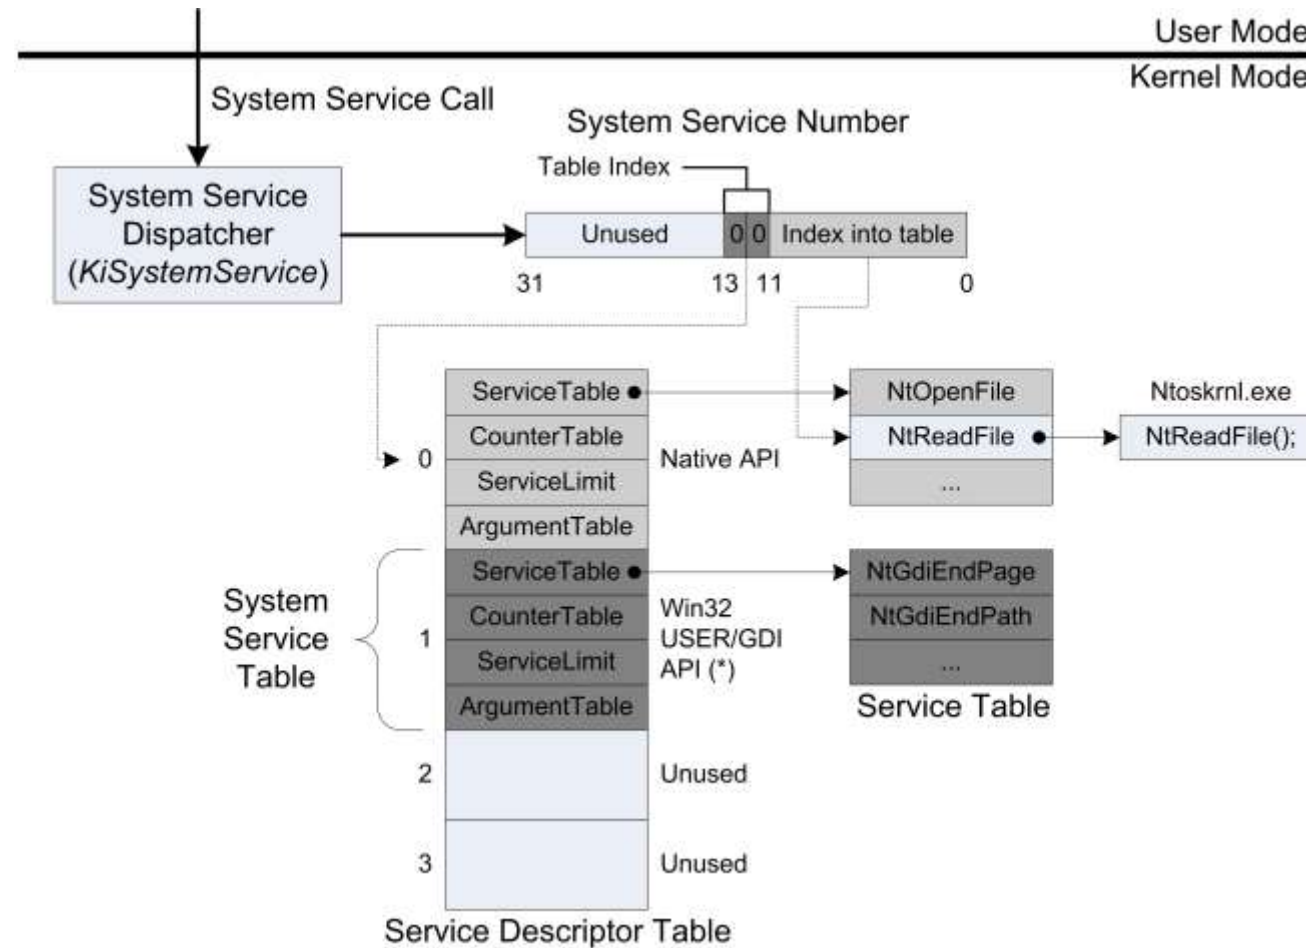 User Mode
Kernel Mode
System Service Call
System Service Number
Table Index
System Service
Dispatcher
(KiSystemService)
Unused 0 0 Index into table
31 13 11 0
ServiceTable
CounterTable
0
ServiceLimit
ArgumentTable
Native API
NtOpenFile
NtReadFile
...
Ntoskrnl.exe
NtReadFile();
System
Service
Table
ServiceTable
CounterTable
1
ServiceLimit
ArgumentTable
Win32
USER/GDI
API (*)
NtGdiEndPage
NtGdiEndPath
...
Service Table
2 Unused
3 Unused
Service Descriptor Table